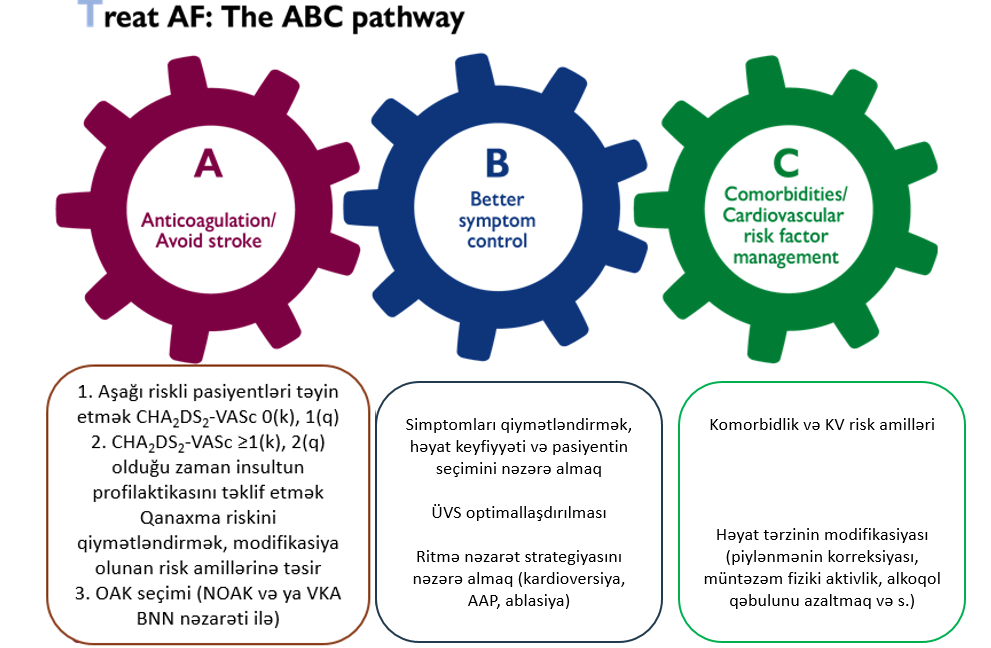 Treat AF: The ABC pathway
A
Anticoagulation/
Avoid stroke
B
Better
symptom
control
C
Comorbidities/
Cardiovascular
risk factor
management
1. Aşağı riskli pasiyentləri təyin
etmək CHA₂DS₂-VASc 0(k), 1(q)
2. CHA₂DS₂-VASc ≥1(k), 2(q)
olduğu zaman insultun
profilaktikasını təklif etmək
Qanaxma riskini
qiymətləndirmək, modifikasiya
olunan risk amillərinə təsir
3. OAK seçimi (NOAK və ya VKA
BNN nəzarəti ilə)
Simptomları qiymətləndirmək,
həyat keyfiyyəti və pasiyentin
seçimini nəzərə almaq
ÜVS optimallaşdırılması
Ritmə nəzarət strategiyasını
nəzərə almaq (kardioversiya,
AAP, ablasiya)
Komorbidlik və KV risk amilləri
Həyat tərzinin modifikasiyası
(piylənmənin korreksiyası,
müntəzəm fiziki aktivlik, alkoqol
qəbulunu azaltmaq və s.)